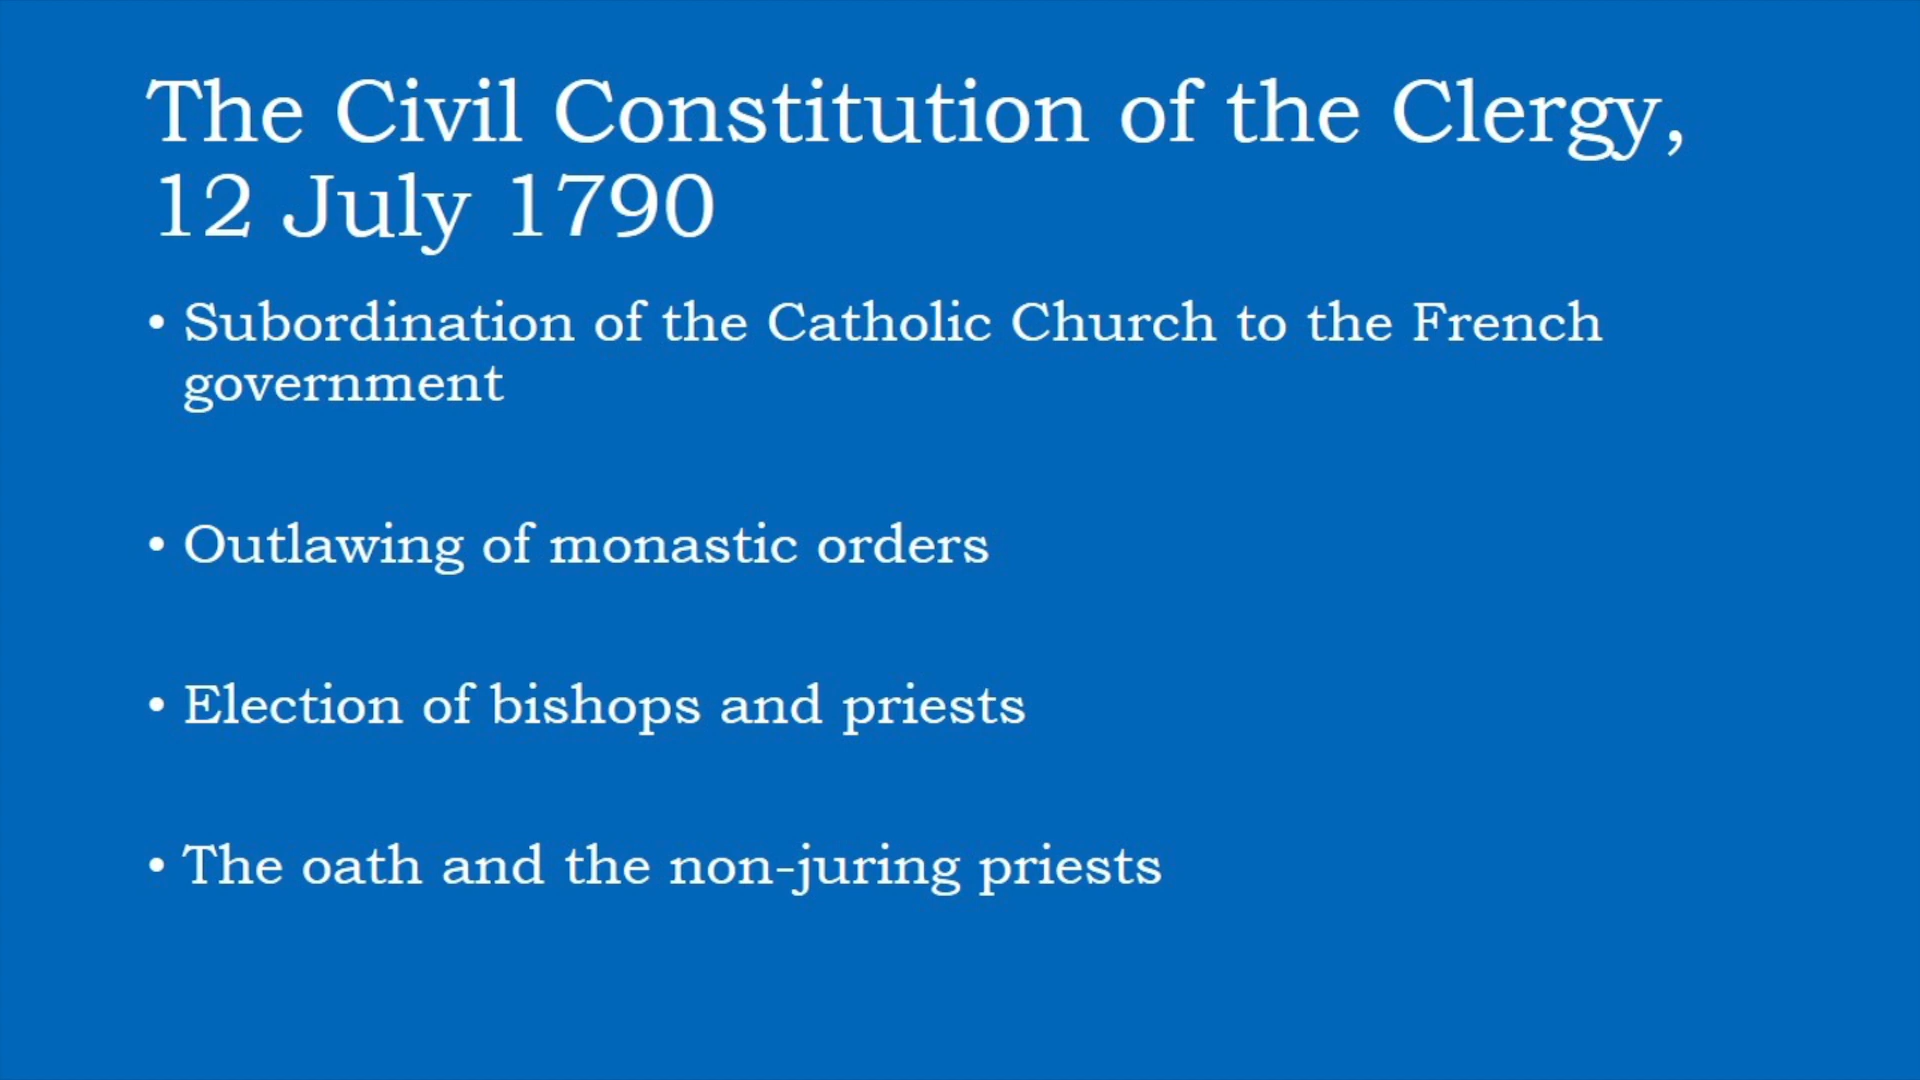 The Civil Constitution of the Clergy,
12 July 1790
• Subordination of the Catholic Church to the French
government
• Outlawing of monastic orders
• Election of bishops and priests
• The oath and the non-juring priests